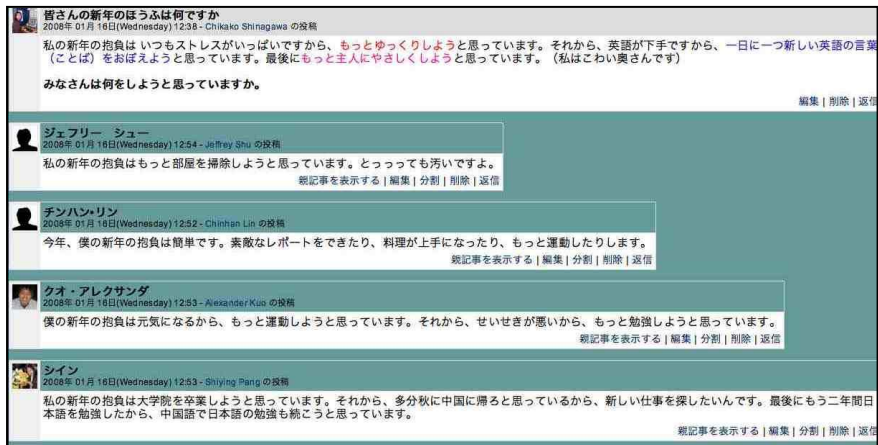 皆さんの新年のほうふは何ですか
2008年 01月 16日(Wednesday) 12:38 - Chikako Shinagawa の投稿
私の新年の抱負は いつもストレスがいっぱいですから、もっとゆっくりしようと思っています。それから、英語が下手ですから、一日に一つ新しい英語の言葉
（ことば）をおぼえようと思っています。最後にもっと主人にやさしくしようと思っています。（私はこわい奥さんです）
みなさんは何をしようと思っていますか。
編集 | 削除 | 返信
ジェフリー　シュー
2008年 01月 16日(Wednesday) 12:54 - Jeffrey Shu の投稿
私の新年の抱負はもっと部屋を掃除しようと思っています。とっっっても汚いですよ。
親記事を表示する | 編集 | 分割 | 削除 | 返信
チンハン・リン
2008年 01月 16日(Wednesday) 12:52 - Chinhan Lin の投稿
今年、僕の新年の抱負は簡単です。素敵なレポートをできたり、料理が上手になったり、もっと運動したりします。
親記事を表示する | 編集 | 分割 | 削除 | 返信
クオ・アレクサンダ
2008年 01月 16日(Wednesday) 12:53 - Alexander Kuo の投稿
僕の新年の抱負は元気になるから、もっと運動しようと思っています。それから、せいせきが悪いから、もっと勉強しようと思っています。
親記事を表示する | 編集 | 分割 | 削除 | 返信
シイン
2008年 01月 16日(Wednesday) 12:53 - Shiying Pang の投稿
私の新年の抱負は大学院を卒業しようと思っています。それから、多分秋に中国に帰ろと思っているから、新しい仕事を探したいんです。最後にもう二年間日
本語を勉強したから、中国語で日本語の勉強も続こうと思っています。
親記事を表示する | 編集 | 分割 | 削除 | 返信